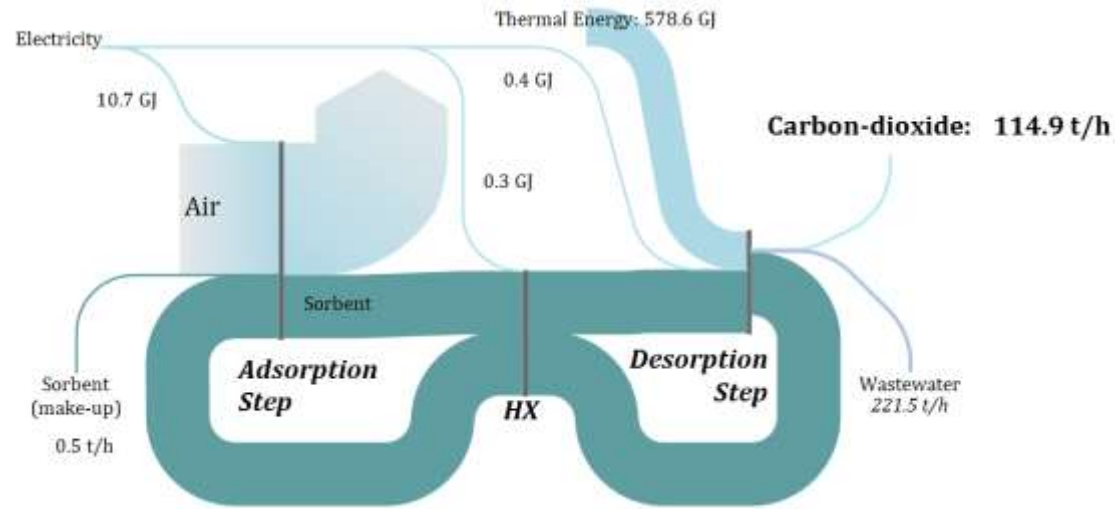 Thermal Energy: 578.6 GJ
Electricity
0.4 GJ
10.7 GJ
Carbon-dioxide: 114.9 t/h
0.3 GJ
Air
Sorbent
Adsorption
Step
Desorption
Step
HX
Sorbent
(make-up)
0.5 t/h
Wastewater
221.5 t/h